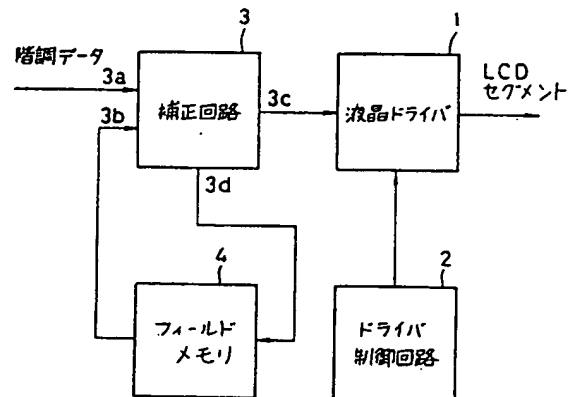 3
1
階調データ
3a
3b
補正回路
3c
液晶ドライバ
LCD
セグメント
3d
4
2
フィールド
メモリ
ドライバ
制御回路